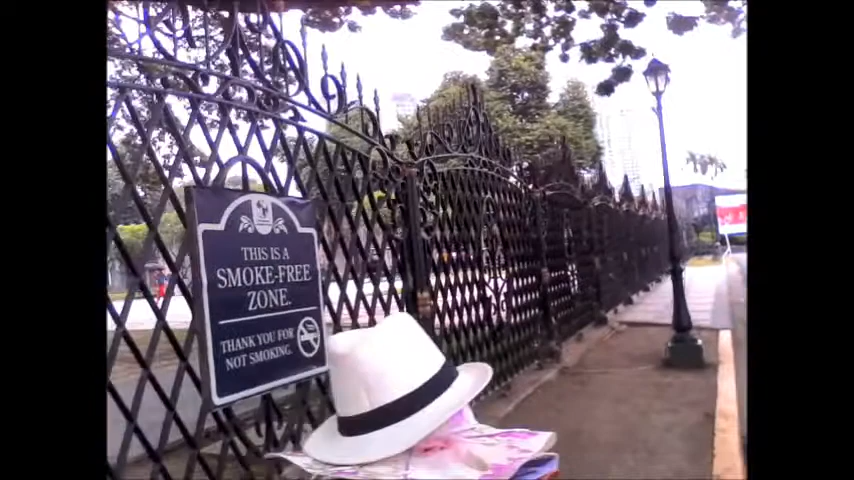 THIS IS A
SMOKE-FREE
ZONE.
THANK YOU FOR
NOT SMOKING